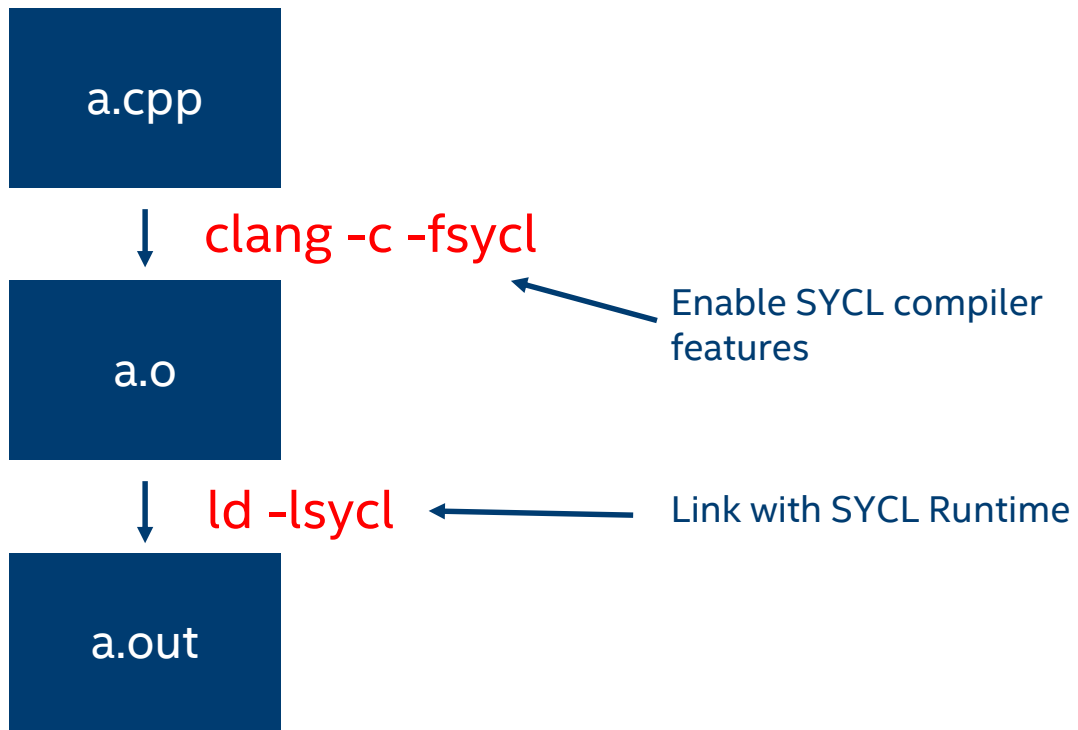 a.cpp
clang -c -fsycl
Enable SYCL compiler
features
a.o
ld -lsycl
Link with SYCL Runtime
a.out